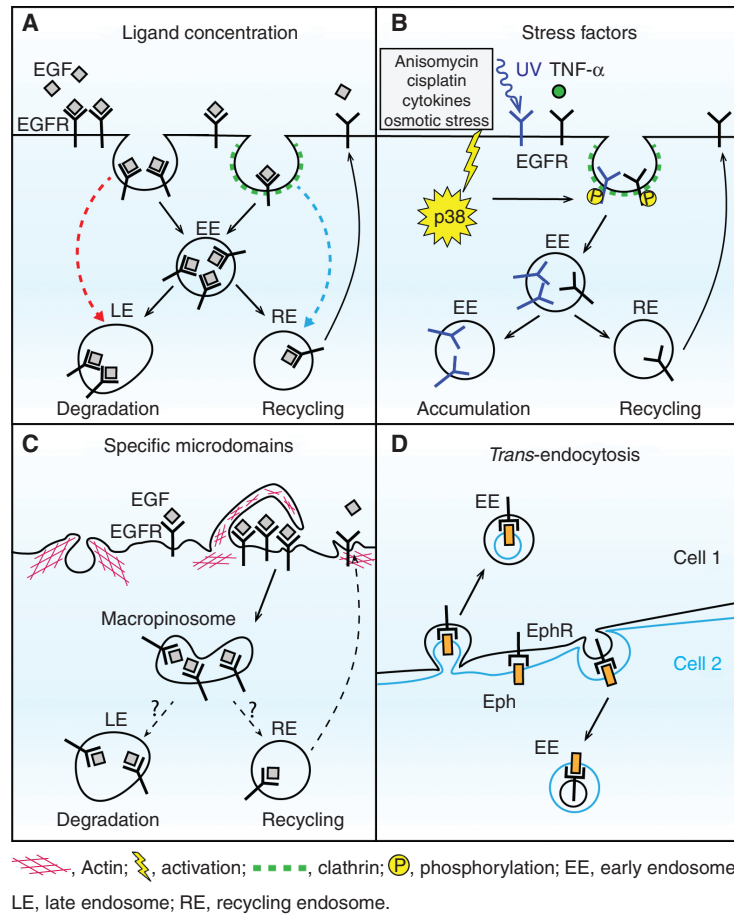 A
Ligand concentration
EGF
EGFR
EE
LE
RE
Degradation
Recycling
B
Stress factors
Anisomycin
cisplatin
cytokines
osmotic stress
UV
TNF-α
EGFR
p38
P
P
EE
EE
RE
Accumulation
Recycling
C
Specific microdomains
EGF
EGFR
Macropinosome
?
?
LE
RE
Degradation
Recycling
D
Trans-endocytosis
EE
Cell 1
EphR
Cell 2
Eph
EE
, Actin; , activation; , clathrin; P, phosphorylation; EE, early endosome
LE, late endosome; RE, recycling endosome.